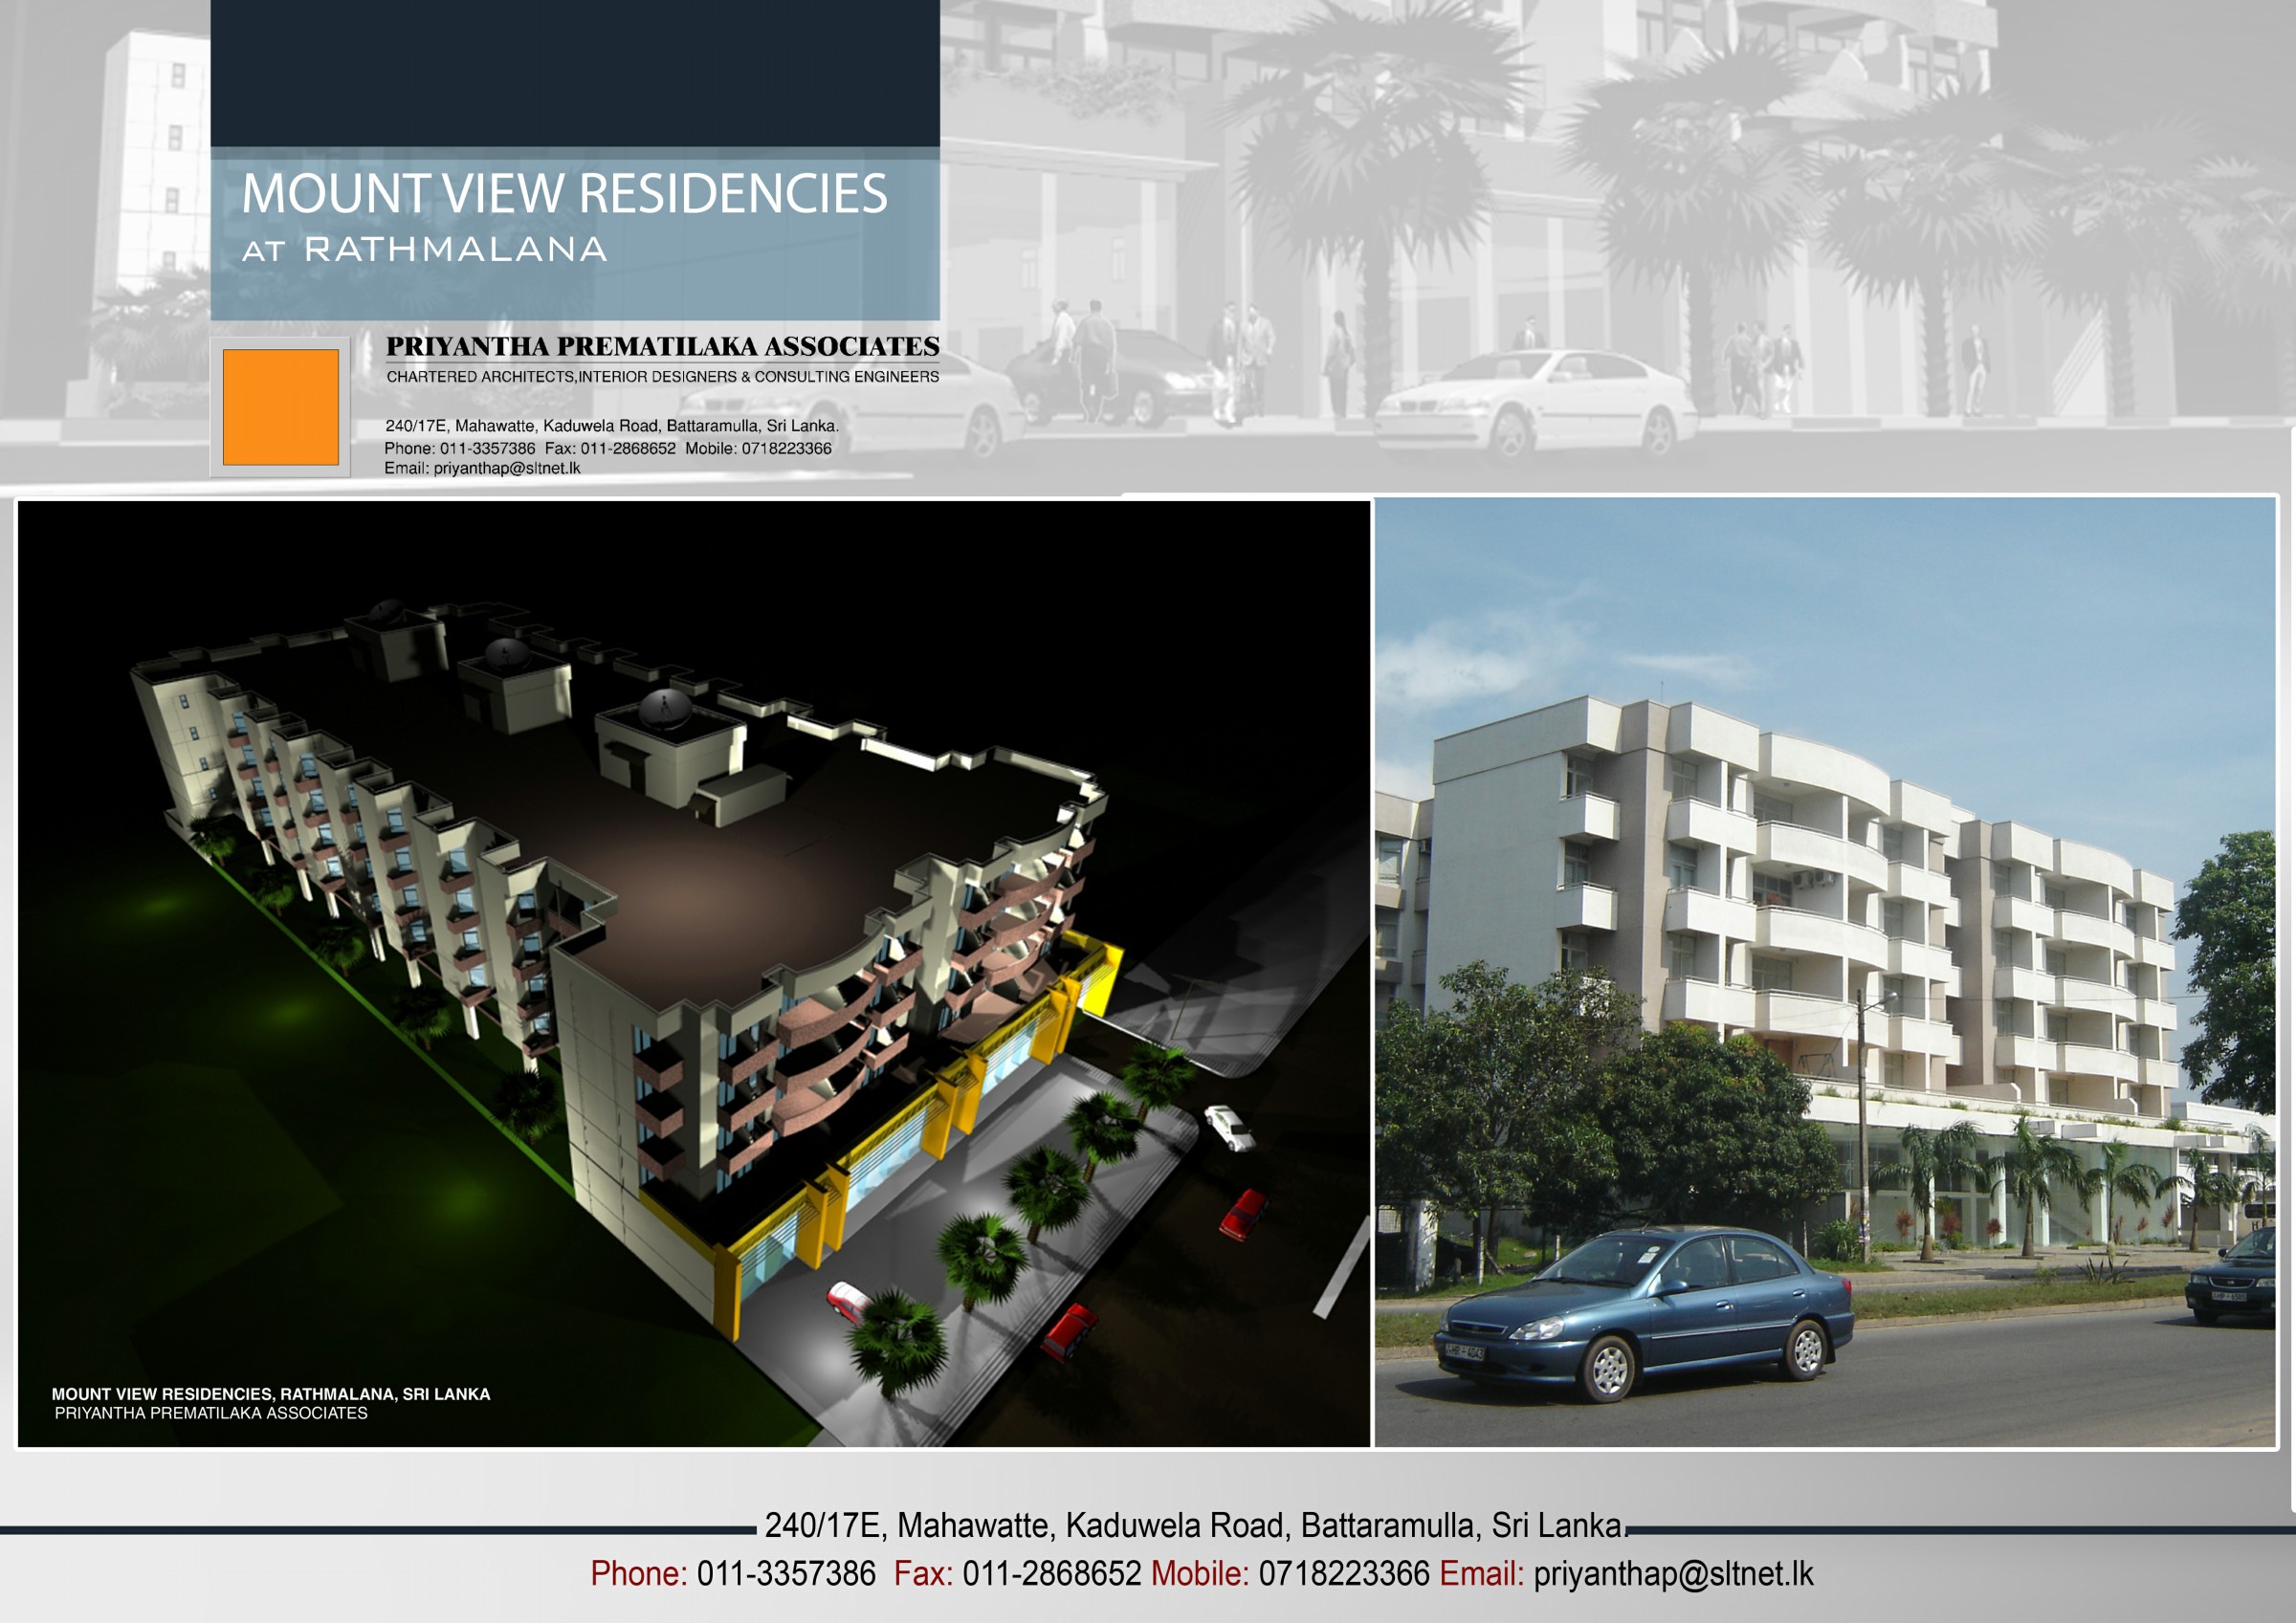 MOUNT VIEW RESIDENCIES
AT RATHMALANA
PRIYANTHA PREMATILAKA ASSOCIATES
CHARTERED ARCHITECTS,INTERIOR DESIGNERS & CONSULTING ENGINEERS
240/17E, Mahawatte, Kaduwela Road, Battaramulla, Sri Lanka.
Phone: 011-3357386 Fax: 011-2868652 Mobile: 0718223366
Email: priyanthap@sltnet.lk
MOUNT VIEW RESIDENCIES, RATHMALANA, SRI LANKA
PRIYANTHA PREMATILAKA ASSOCIATES
240/17E, Mahawatte, Kaduwela Road, Battaramulla, Sri Lanka.
Phone: 011-3357386 Fax: 011-2868652 Mobile: 0718223366 Email: priyanthap@sltnet.lk